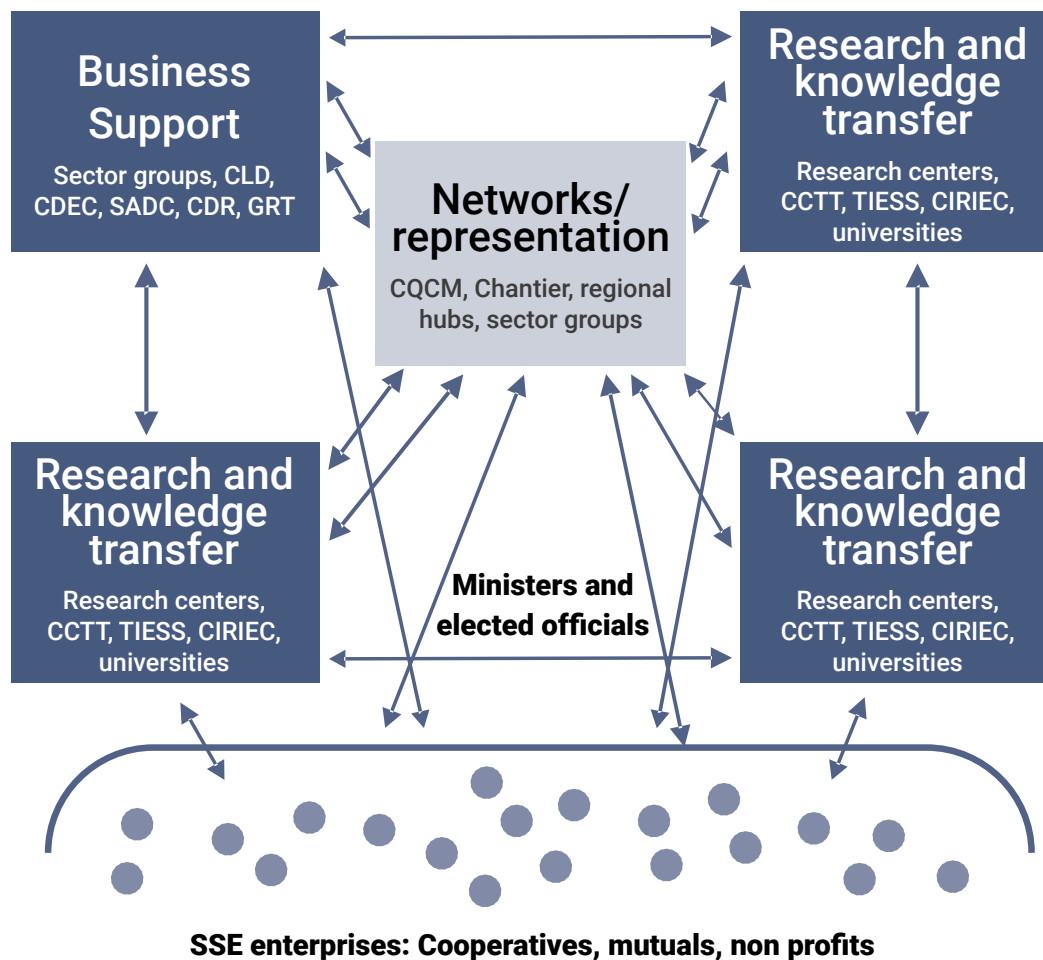 Business
Support
Sector groups, CLD,
CDEC, SADC, CDR, GRT
Research and
knowledge
transfer
Research centers,
CCTT, TIESS, CIRIEC,
universities
Networks/
representation
CQCM, Chantier, regional
hubs, sector groups
Research and
knowledge
transfer
Research centers,
CCTT, TIESS, CIRIEC,
universities
Research and
knowledge
transfer
Research centers,
CCTT, TIESS, CIRIEC,
universities
Ministers and
elected officials
SSE enterprises: Cooperatives, mutuals, non profits